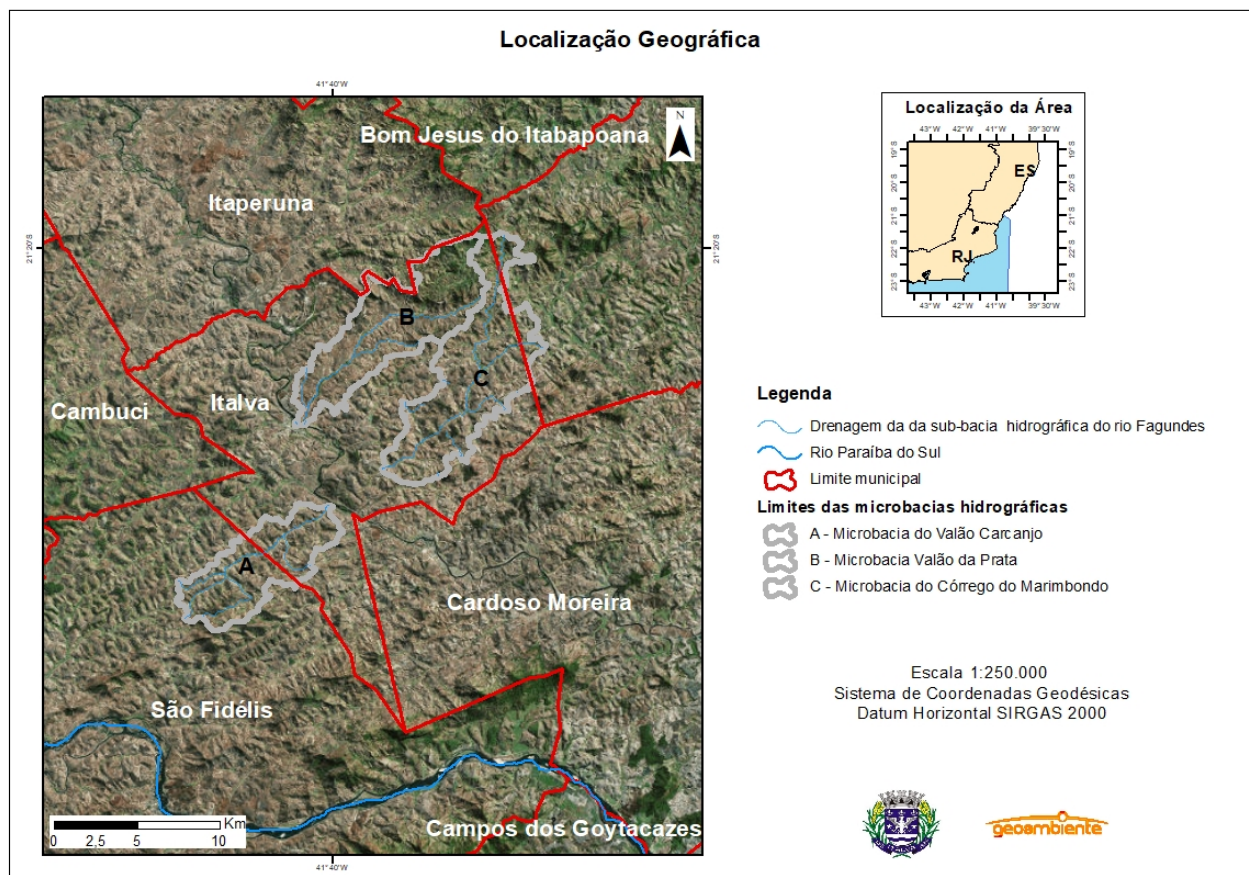 Localização Geográfica
41°40'W
N
Bom Jesus do Itabapoana
Itaperuna
21°20'S
21°20'S
B
C
Italva
Cambuci
A
Cardoso Moreira
São Fidélis
Campos dos Goytacazes
Km
0 2,5 5 10
41°40'W
Localização da Área
43°W 42°W 41°W 39°30'W
19°S 19°S
20°S 20°S
21°S 21°S
22°S 22°S
23°S 23°S
ES
RJ
43°W 42°W 41°W 39°30'W
Legenda
Drenagem da da sub-bacia hidrográfica do rio Fagundes
Rio Paraíba do Sul
Limite municipal
Limites das microbacias hidrográficas
A - Microbacia do Valão Carcanjo
B - Microbacia Valão da Prata
C - Microbacia do Córrego do Marimbondo
Escala 1:250.000
Sistema de Coordenadas Geodésicas
Datum Horizontal SIRGAS 2000
geoambiente